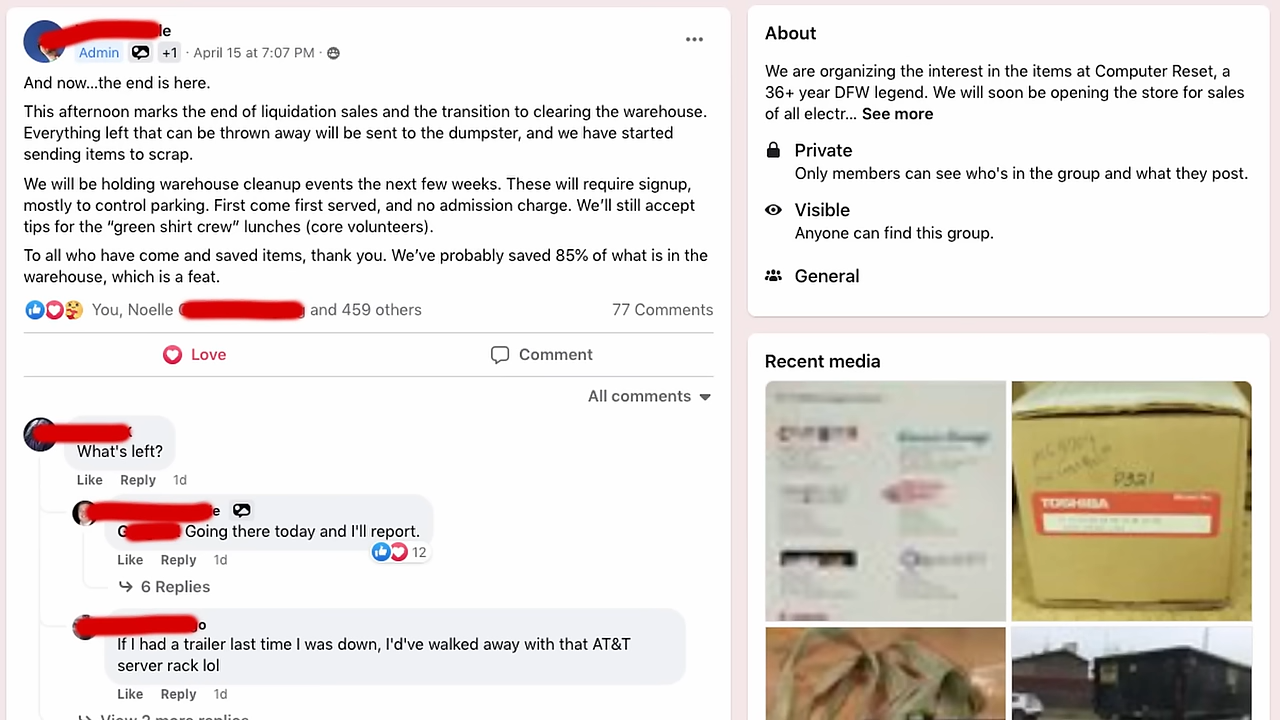 le
Admin +1 · April 15 at 7:07 PM ·
And now...the end is here.
This afternoon marks the end of liquidation sales and the transition to clearing the warehouse.
Everything left that can be thrown away will be sent to the dumpster, and we have started
sending items to scrap.
We will be holding warehouse cleanup events the next few weeks. These will require signup,
mostly to control parking. First come first served, and no admission charge. We’ll still accept
tips for the “green shirt crew” lunches (core volunteers).
To all who have come and saved items, thank you. We’ve probably saved 85% of what is in the
warehouse, which is a feat.
You, Noelle and 459 others
77 Comments
Love
Comment
All comments
What's left?
Like Reply 1d
e
G Going there today and I'll report.
12
Like Reply 1d
6 Replies
o
If I had a trailer last time I was down, I'd've walked away with that AT&T
server rack lol
Like Reply 1d
View 2 more replies
About
We are organizing the interest in the items at Computer Reset, a
36+ year DFW legend. We will soon be opening the store for sales
of all electr... See more
Private
Only members can see who's in the group and what they post.
Visible
Anyone can find this group.
General
Recent media
P321
TOSHIBA